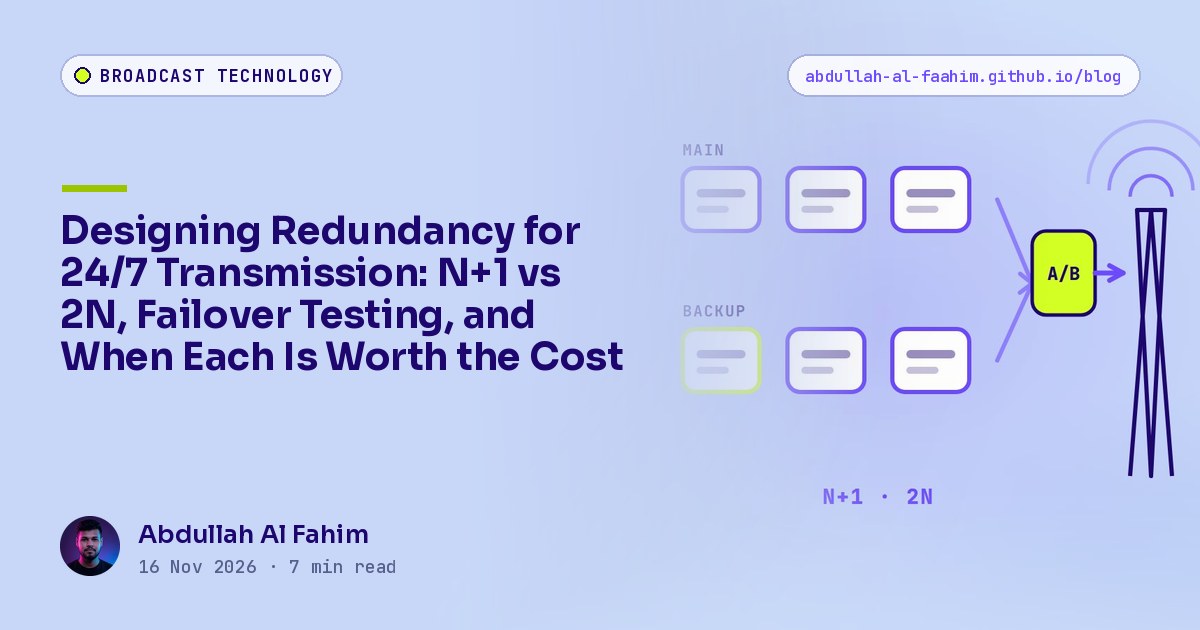 BROADCAST TECHNOLOGY
abdullah-al-faahim.github.io/blog
Designing Redundancy for
24/7 Transmission: N+1 vs
2N, Failover Testing, and
When Each Is Worth the Cost
MAIN
BACKUP
A/B
N+1 · 2N
Abdullah Al Fahim
16 Nov 2026 · 7 min read